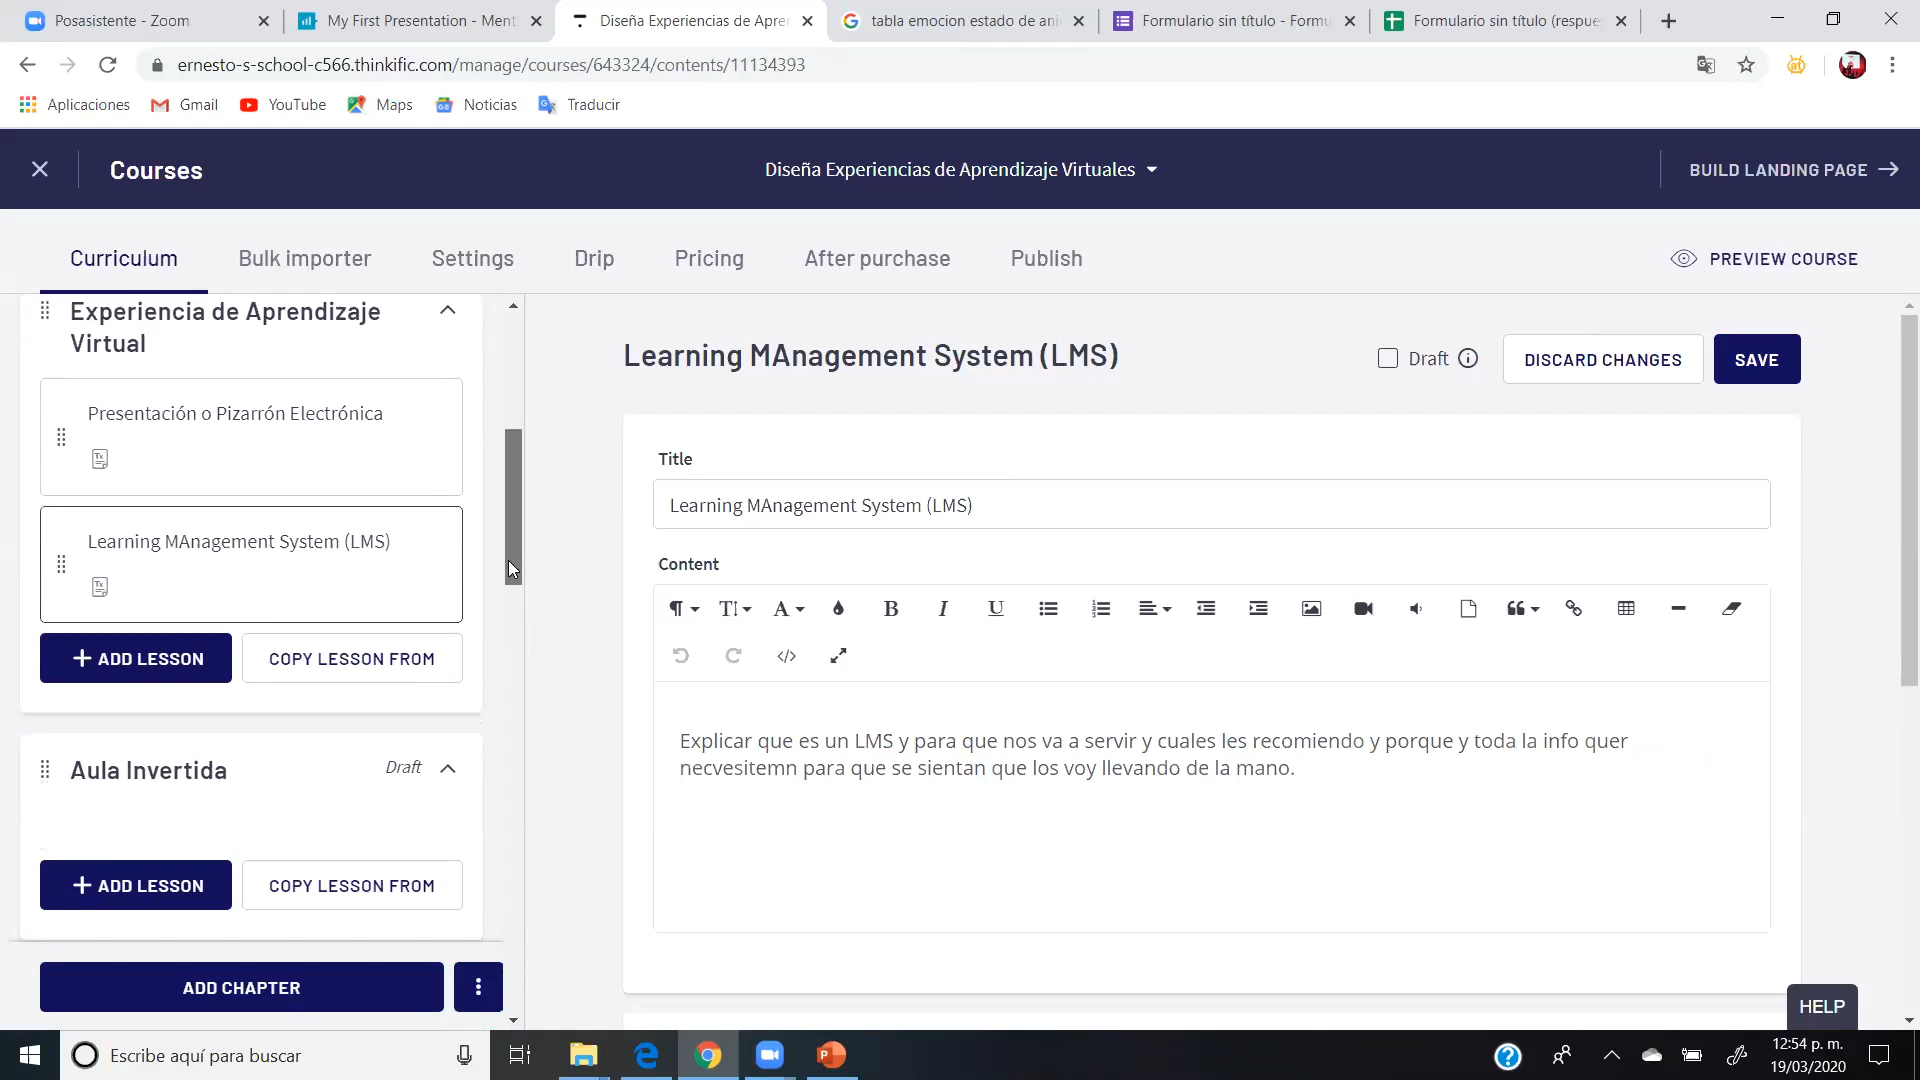 Posasistente - Zoom
My First Presentation - Ment
Diseña Experiencias de Apre
tabla emocion estado de ani
Formulario sin título - Formu
Formulario sin título (respue
ernesto-s-school-c566.thinkific.com/manage/courses/643324/contents/11134393
Aplicaciones
Gmail
YouTube
Maps
Noticias
Traducir
Courses
Diseña Experiencias de Aprendizaje Virtuales
BUILD LANDING PAGE
Curriculum
Bulk importer
Settings
Drip
Pricing
After purchase
Publish
PREVIEW COURSE
Experiencia de Aprendizaje
Virtual
Presentación o Pizarrón Electrónica
Learning MAnagement System (LMS)
+ ADD LESSON
COPY LESSON FROM
Aula Invertida
Draft
+ ADD LESSON
COPY LESSON FROM
ADD CHAPTER
Learning MAnagement System (LMS)
Draft
DISCARD CHANGES
SAVE
Title
Learning MAnagement System (LMS)
Content
Explicar que es un LMS y para que nos va a servir y cuales les recomiendo y porque y toda la info quer
necvesitemn para que se sientan que los voy llevando de la mano.
HELP
Escribe aquí para buscar
12:54 p. m.
19/03/2020